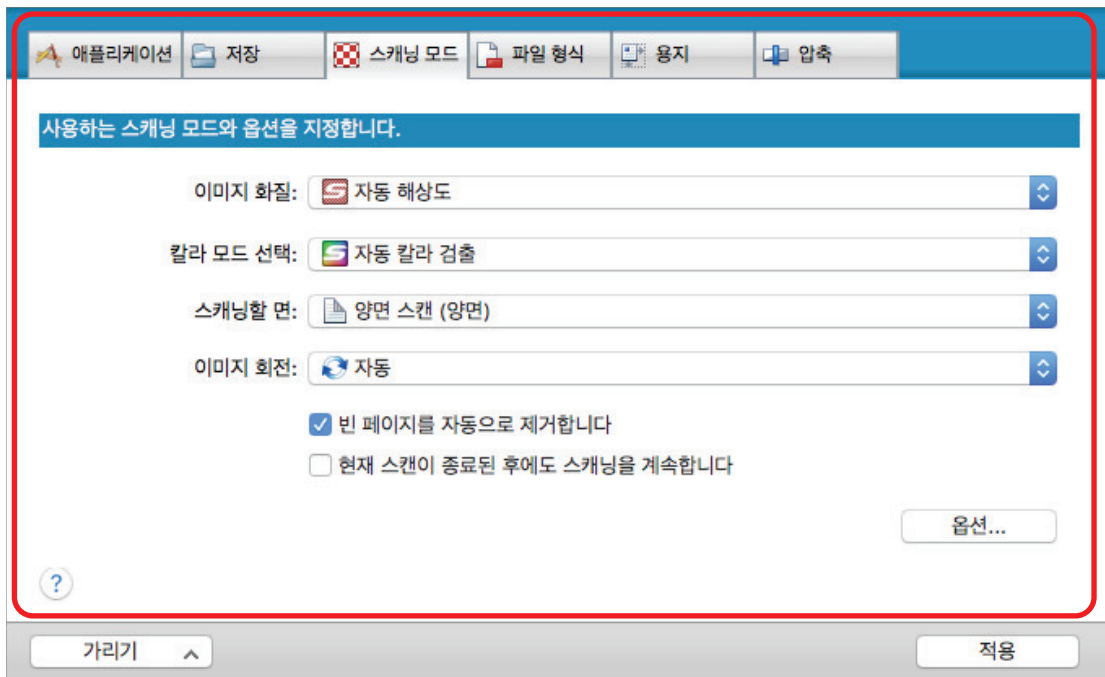 애플리케이션 저장 스캐닝 모드 파일 형식 용지 압축
사용하는 스캐닝 모드와 옵션을 지정합니다.
이미지 화질: 자동 해상도
칼라 모드 선택: 자동 칼라 검출
스캐닝할 면: 양면 스캔 (양면)
이미지 회전: 자동
빈 페이지를 자동으로 제거합니다
현재 스캔이 종료된 후에도 스캐닝을 계속합니다
옵션...
?
가리기 적용